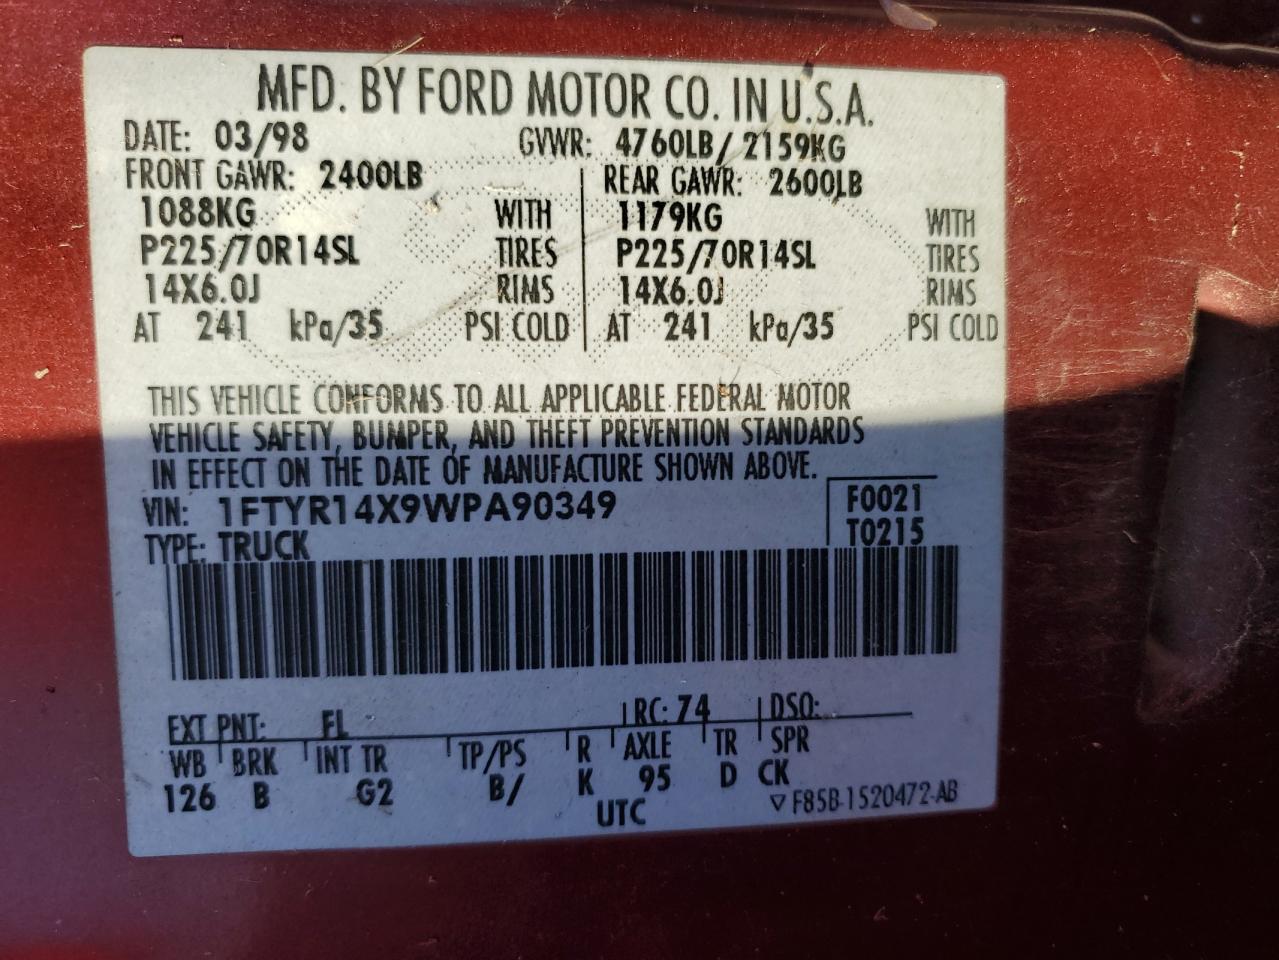 MFD. BY FORD MOTOR CO. IN U.S.A.
DATE: 03/98 GVWR: 4760LB/ 2159KG
FRONT GAWR: 2400LB REAR GAWR: 2600LB
1088KG WITH 1179KG WITH
P225/70R14SL TIRES P225/70R14SL TIRES
14X6.0J RIMS 14X6.0J RIMS
AT 241 kPa/35 PSI COLD AT 241 kPa/35 PSI COLD
THIS VEHICLE CONFORMS TO ALL APPLICABLE FEDERAL MOTOR
VEHICLE SAFETY, BUMPER, AND THEFT PREVENTION STANDARDS
IN EFFECT ON THE DATE OF MANUFACTURE SHOWN ABOVE.
VIN: 1FTYR14X9WPA90349 F0021
TYPE: TRUCK T0215
EXT PNT: FL RC: 74 DSO:
WB BRK INT TR TP/PS R AXLE TR SPR
126 B G2 B/ K 95 D CK
UTC ▽F85B-1520472-AB